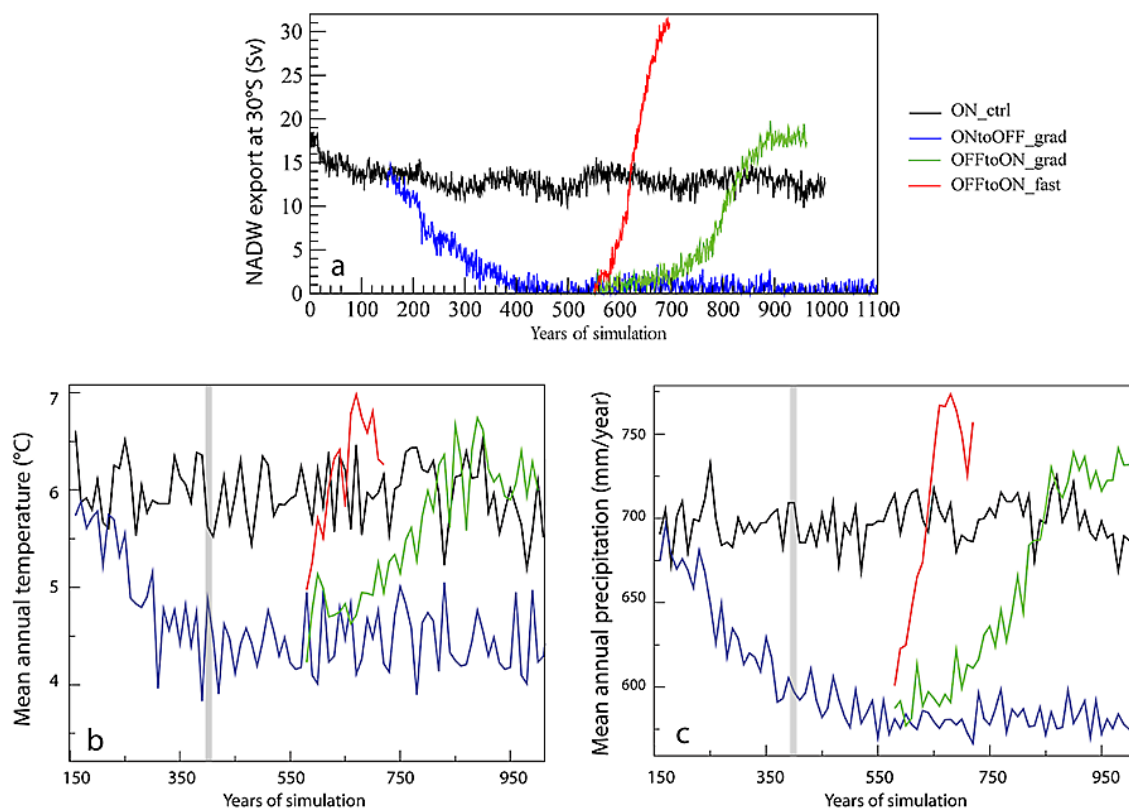 NADW export at 30°S (Sv)
30
25
20
15
10
5
0
a
0 100 200 300 400 500 600 700 800 900 1000 1100
Years of simulation
ON_ctrl
ONtoOFF_grad
OFFtoON_grad
OFFtoON_fast
Mean annual temperature (°C)
7
6
5
4
b
150 350 550 750 950
Years of simulation
Mean annual precipitation (mm/year)
750
700
650
600
c
150 350 550 750 950
Years of simulation